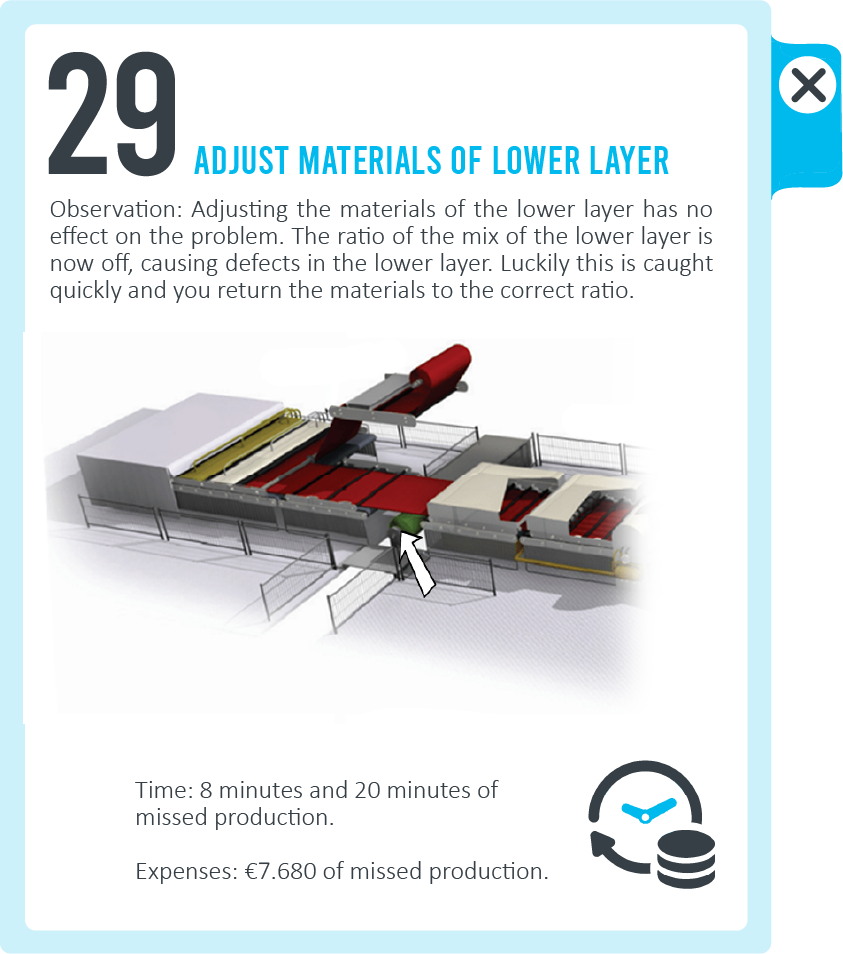 29
ADJUST MATERIALS OF LOWER LAYER
Observation: Adjusting the materials of the lower layer has no
effect on the problem. The ratio of the mix of the lower layer is
now off, causing defects in the lower layer. Luckily this is caught
quickly and you return the materials to the correct ratio.
Time: 8 minutes and 20 minutes of
missed production.
Expenses: €7.680 of missed production.